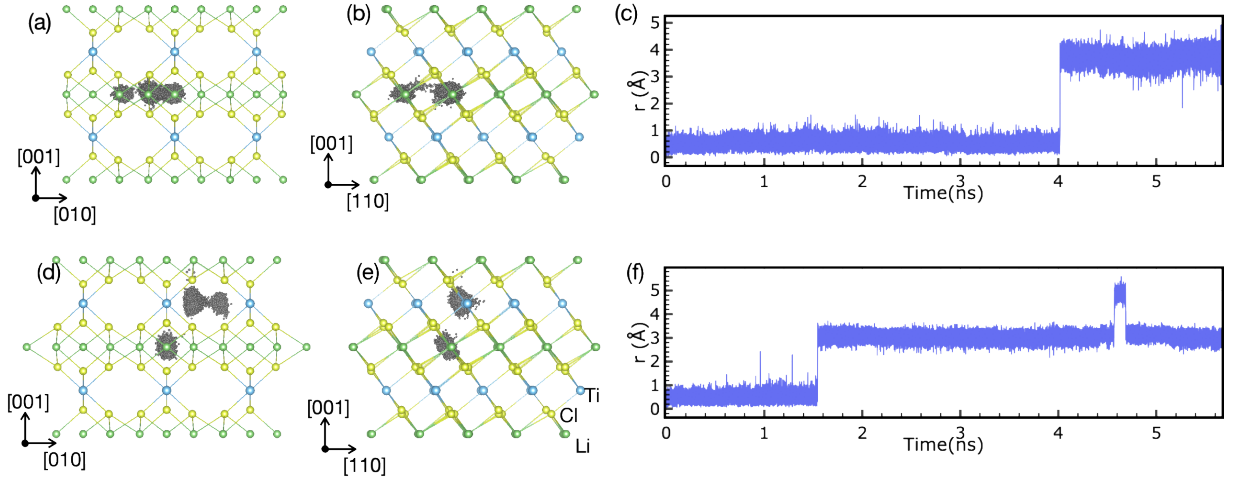 (a)
[001]
[010]
(b)
[001]
[110]
(c)
5
4
3
2
1
0
r (Å)
0 1 2 3 4 5
Time(ns)
(d)
[001]
[010]
(e)
[001]
[110]
Ti
Cl
Li
(f)
5
4
3
2
1
0
r (Å)
0 1 2 3 4 5
Time(ns)